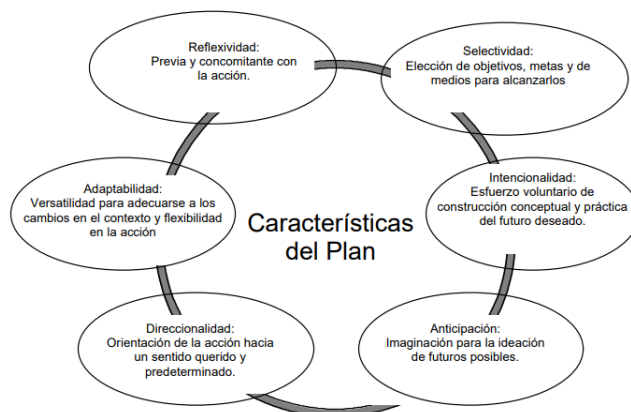 Reflexividad:
Previa y concomitante con
la acción.
Selectividad:
Elección de objetivos, metas y de
medios para alcanzarlos
Adaptabilidad:
Versatilidad para adecuarse a los
cambios en el contexto y flexibilidad
en la acción
Intencionalidad:
Esfuerzo voluntario de
construcción conceptual y práctica
del futuro deseado.
Características
del Plan
Direccionalidad:
Orientación de la acción hacia
un sentido querido y
predeterminado.
Anticipación:
Imaginación para la ideación
de futuros posibles.